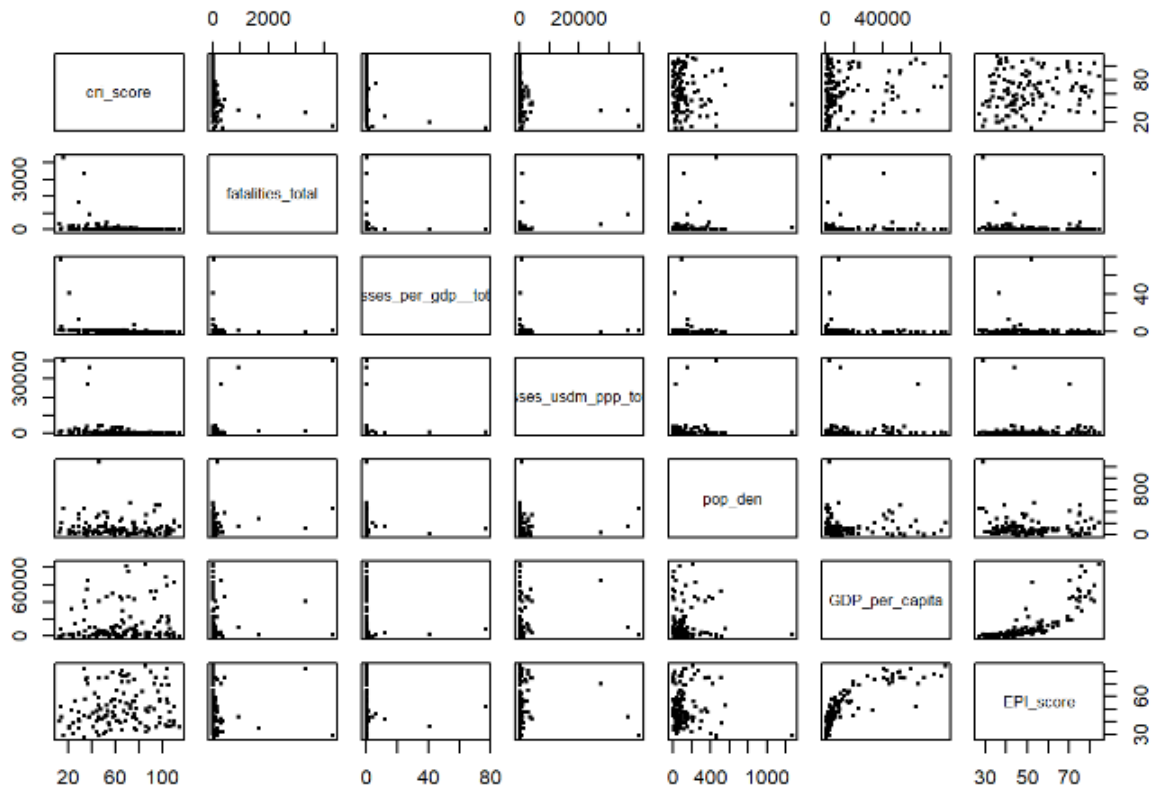 0 2000 0 20000 0 40000
cri_score
20 80
0 3000
fatalities_total
sses_per_gdp__tot
0 40
0 30000
ses_usdm_ppp_to
pop_den
0 800
0 60000
GDP_per_capita
EPI_score
30 60
20 60 100 0 40 80 0 400 1000 30 50 70